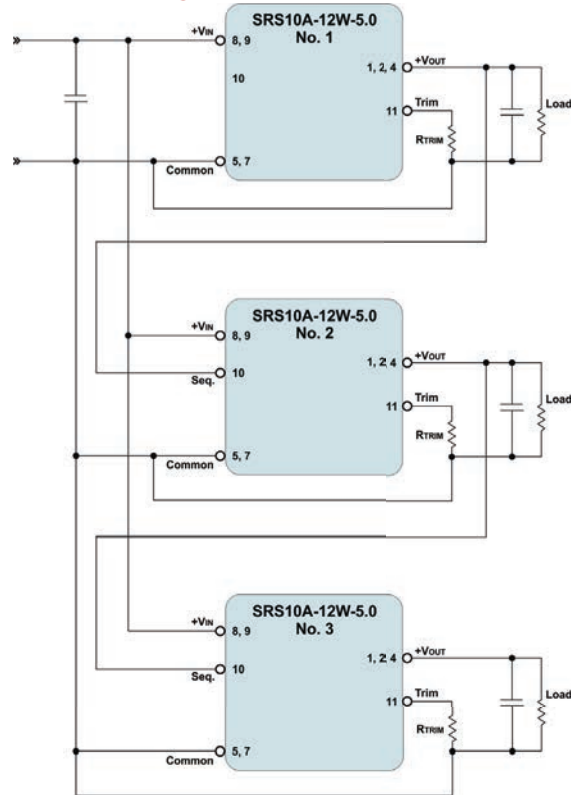 SRS10A-12W-5.0
No. 1
+VIN
8, 9
10
1, 2, 4
+VOUT
11
Trim
RTRIM
Load
Common
5, 7
SRS10A-12W-5.0
No. 2
+VIN
8, 9
Seq.
10
1, 2, 4
+VOUT
11
Trim
RTRIM
Load
Common
5, 7
SRS10A-12W-5.0
No. 3
+VIN
8, 9
Seq.
10
1, 2, 4
+VOUT
11
Trim
RTRIM
Load
Common
5, 7